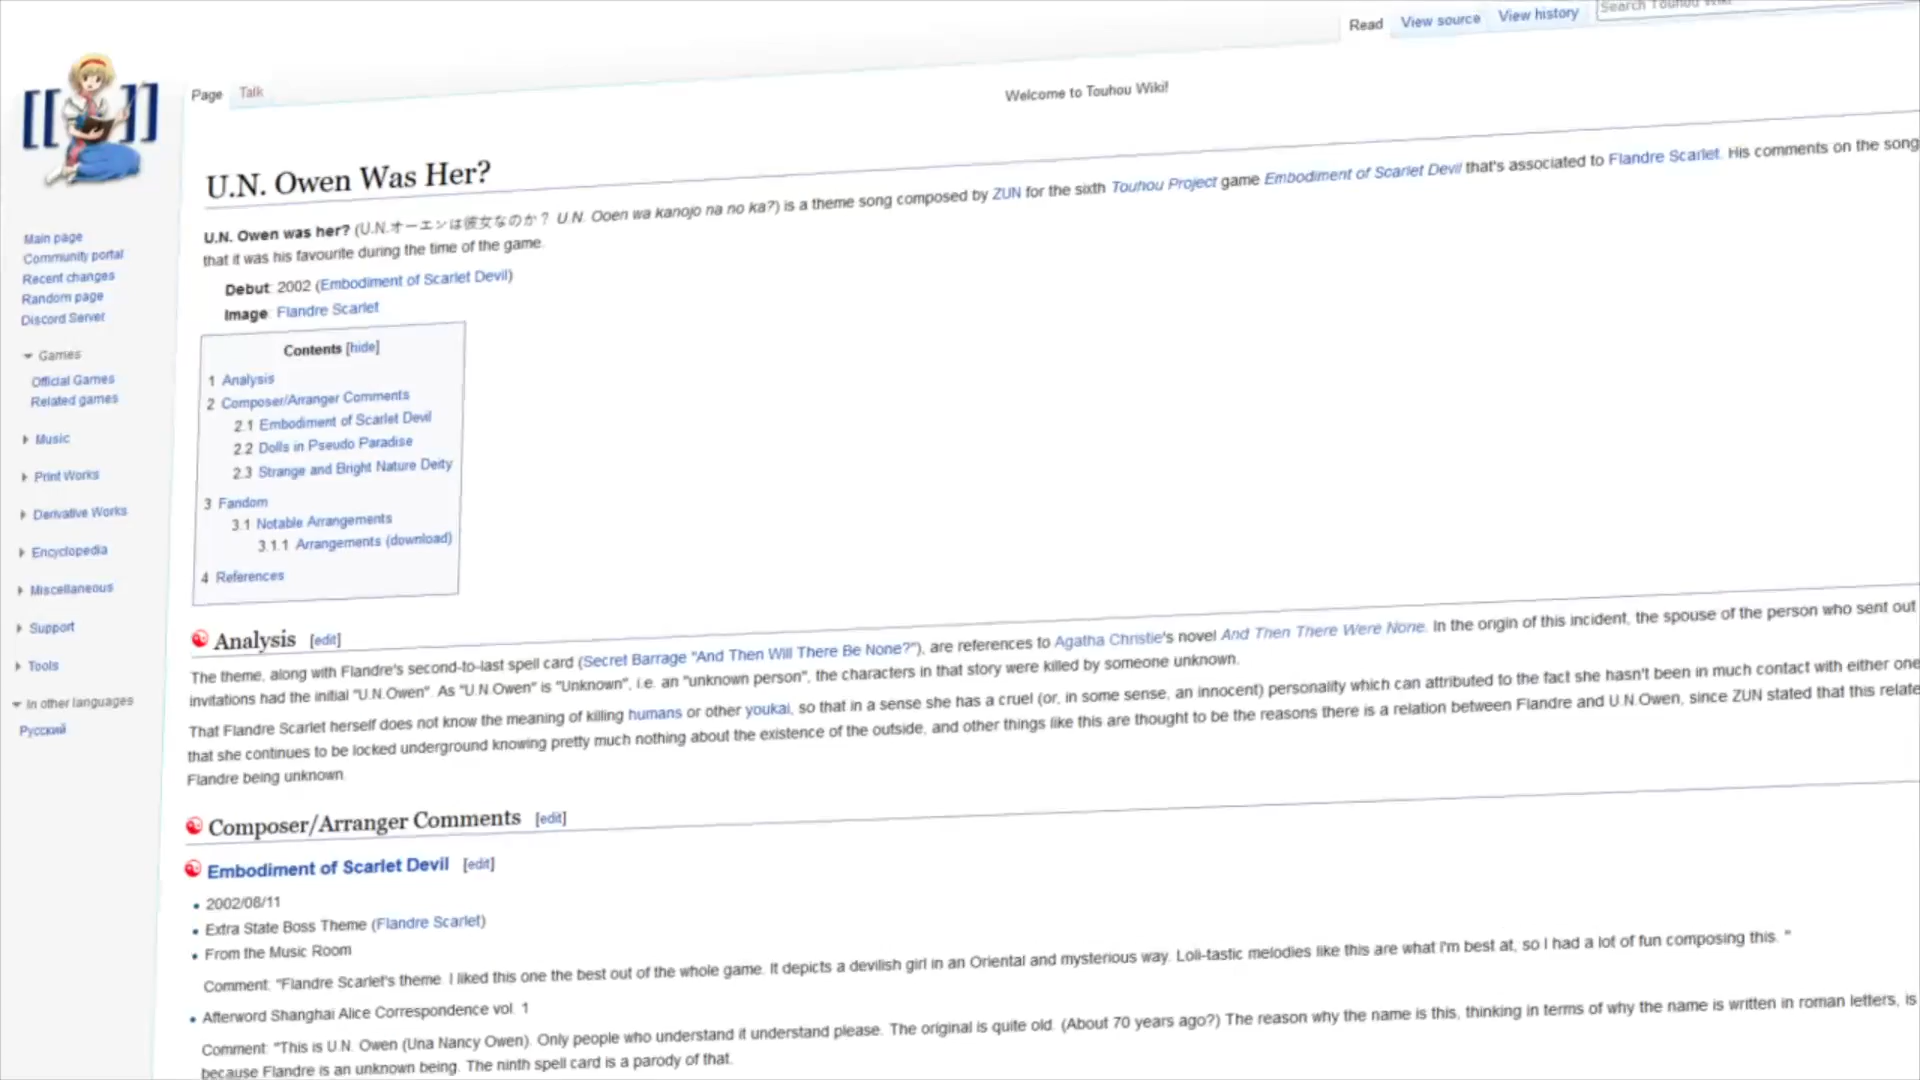 Read View source View history Search Touhou Wiki
Page Talk
Welcome to Touhou Wiki!
U.N. Owen Was Her?
U.N. Owen was her? (U.N.オーエンは彼女なのか？ U.N. Ooen wa kanojo na no ka?) is a theme song composed by ZUN for the sixth Touhou Project game Embodiment of Scarlet Devil that's associated to Flandre Scarlet. His comments on the song
that it was his favourite during the time of the game.
Debut: 2002 (Embodiment of Scarlet Devil)
Image: Flandre Scarlet
Contents [hide]
1 Analysis
2 Composer/Arranger Comments
2.1 Embodiment of Scarlet Devil
2.2 Dolls in Pseudo Paradise
2.3 Strange and Bright Nature Deity
3 Fandom
3.1 Notable Arrangements
3.1.1 Arrangements (download)
4 References
Main page
Community portal
Recent changes
Random page
Discord Server
Games
Official Games
Related games
Music
Print Works
Derivative Works
Encyclopedia
Miscellaneous
Support
Tools
In other languages
Русский
Analysis [edit]
The theme, along with Flandre's second-to-last spell card (Secret Barrage "And Then Will There Be None?"), are references to Agatha Christie's novel And Then There Were None. In the origin of this incident, the spouse of the person who sent out
invitations had the initial "U.N.Owen". As "U.N.Owen" is "Unknown", i.e. an "unknown person", the characters in that story were killed by someone unknown.
That Flandre Scarlet herself does not know the meaning of killing humans or other youkai, so that in a sense she has a cruel (or, in some sense, an innocent) personality which can attributed to the fact she hasn't been in much contact with either one
that she continues to be locked underground knowing pretty much nothing about the existence of the outside, and other things like this are thought to be the reasons there is a relation between Flandre and U.N.Owen, since ZUN stated that this relate
Flandre being unknown.
Composer/Arranger Comments [edit]
Embodiment of Scarlet Devil [edit]
2002/08/11
Extra State Boss Theme (Flandre Scarlet)
From the Music Room
Comment: "Flandre Scarlet's theme. I liked this one the best out of the whole game. It depicts a devilish girl in an Oriental and mysterious way. Loli-tastic melodies like this are what I'm best at, so I had a lot of fun composing this. "
Afterword Shanghai Alice Correspondence vol. 1
Comment: "This is U.N. Owen (Una Nancy Owen). Only people who understand it understand please. The original is quite old. (About 70 years ago?) The reason why the name is this, thinking in terms of why the name is written in roman letters, is
because Flandre is an unknown being. The ninth spell card is a parody of that.